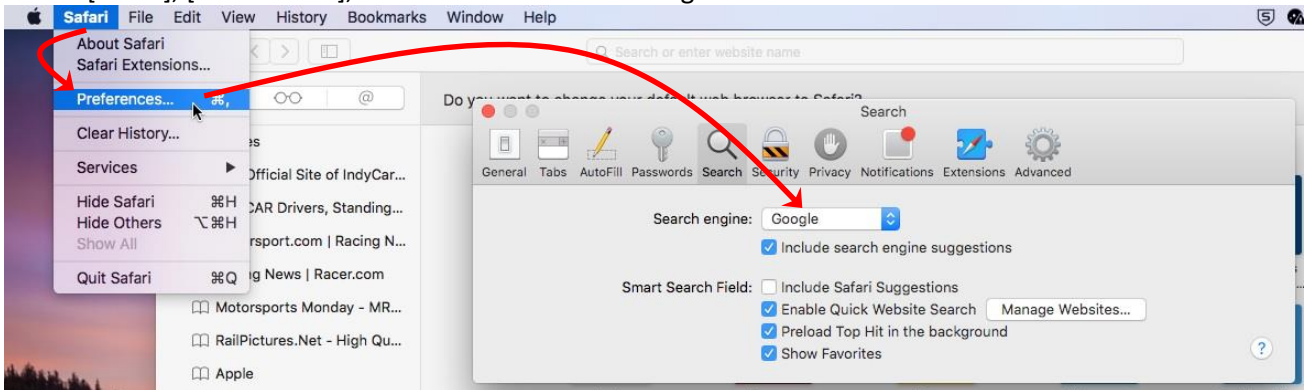 Safari File Edit View History Bookmarks Window Help
About Safari
Safari Extensions...
Preferences... ⌘,
Clear History...
Services ▶
Hide Safari ⌘H
Hide Others ⌥⌘H
Show All
Quit Safari ⌘Q
Search or enter website name
Official Site of IndyCar...
Drivers, Standing...
| Racing N...
News | Racer.com
Motorsports Monday - MR...
RailPictures.Net - High Qu...
Apple
Do you want to change your default web browser to Safari?
Search
General Tabs AutoFill Passwords Search Security Privacy Notifications Extensions Advanced
Search engine: Google
Include search engine suggestions
Smart Search Field: Include Safari Suggestions
Enable Quick Website Search Manage Websites...
Preload Top Hit in the background
Show Favorites
?